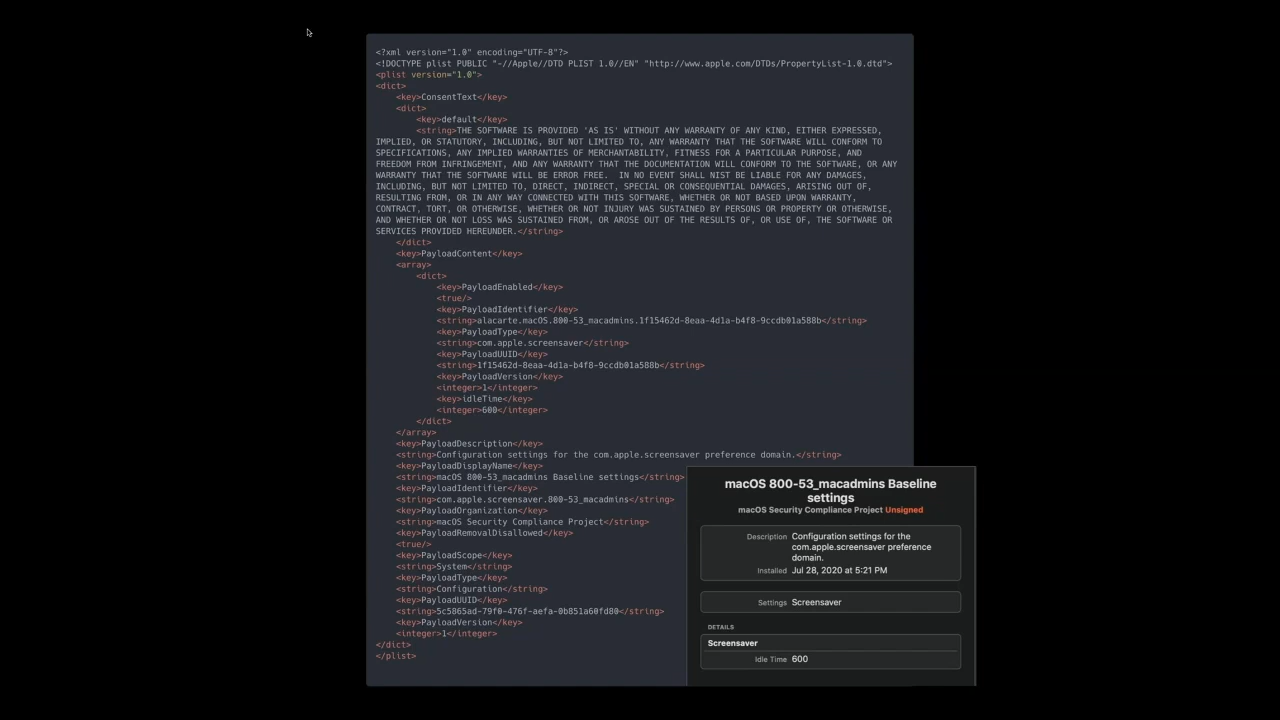 <?xml version="1.0" encoding="UTF-8"?>
<!DOCTYPE plist PUBLIC "-//Apple//DTD PLIST 1.0//EN" "http://www.apple.com/DTDs/PropertyList-1.0.dtd">
<plist version="1.0">
<dict>
    <key>ConsentText</key>
    <dict>
        <key>default</key>
        <string>THE SOFTWARE IS PROVIDED 'AS IS' WITHOUT ANY WARRANTY OF ANY KIND, EITHER EXPRESSED,
IMPLIED, OR STATUTORY, INCLUDING, BUT NOT LIMITED TO, ANY WARRANTY THAT THE SOFTWARE WILL CONFORM TO
SPECIFICATIONS, ANY IMPLIED WARRANTIES OF MERCHANTABILITY, FITNESS FOR A PARTICULAR PURPOSE, AND
FREEDOM FROM INFRINGEMENT, AND ANY WARRANTY THAT THE DOCUMENTATION WILL CONFORM TO THE SOFTWARE, OR ANY
WARRANTY THAT THE SOFTWARE WILL BE ERROR FREE.  IN NO EVENT SHALL NIST BE LIABLE FOR ANY DAMAGES,
INCLUDING, BUT NOT LIMITED TO, DIRECT, INDIRECT, SPECIAL OR CONSEQUENTIAL DAMAGES, ARISING OUT OF,
RESULTING FROM, OR IN ANY WAY CONNECTED WITH THIS SOFTWARE, WHETHER OR NOT BASED UPON WARRANTY,
CONTRACT, TORT, OR OTHERWISE, WHETHER OR NOT INJURY WAS SUSTAINED BY PERSONS OR PROPERTY OR OTHERWISE,
AND WHETHER OR NOT LOSS WAS SUSTAINED FROM, OR AROSE OUT OF THE RESULTS OF, OR USE OF, THE SOFTWARE OR
SERVICES PROVIDED HEREUNDER.</string>
    </dict>
    <key>PayloadContent</key>
    <array>
        <dict>
            <key>PayloadEnabled</key>
            <true/>
            <key>PayloadIdentifier</key>
            <string>alacarte.macOS.800-53_macadmins.1f15462d-8eaa-4d1a-b4f8-9ccdb01a588b</string>
            <key>PayloadType</key>
            <string>com.apple.screensaver</string>
            <key>PayloadUUID</key>
            <string>1f15462d-8eaa-4d1a-b4f8-9ccdb01a588b</string>
            <key>PayloadVersion</key>
            <integer>1</integer>
            <key>idleTime</key>
            <integer>600</integer>
        </dict>
    </array>
    <key>PayloadDescription</key>
    <string>Configuration settings for the com.apple.screensaver preference domain.</string>
    <key>PayloadDisplayName</key>
    <string>macOS 800-53_macadmins Baseline settings</string>
    <key>PayloadIdentifier</key>
    <string>com.apple.screensaver.800-53_macadmins</string>
    <key>PayloadOrganization</key>
    <string>macOS Security Compliance Project</string>
    <key>PayloadRemovalDisallowed</key>
    <true/>
    <key>PayloadScope</key>
    <string>System</string>
    <key>PayloadType</key>
    <string>Configuration</string>
    <key>PayloadUUID</key>
    <string>5c5865ad-79f0-476f-aefa-0b851a60fd80</string>
    <key>PayloadVersion</key>
    <integer>1</integer>
</dict>
</plist>
macOS 800-53_macadmins Baseline
settings
macOS Security Compliance Project Unsigned
Description Configuration settings for the
com.apple.screensaver preference
domain.
Installed Jul 28, 2020 at 5:21 PM
Settings Screensaver
DETAILS
Screensaver
Idle Time 600